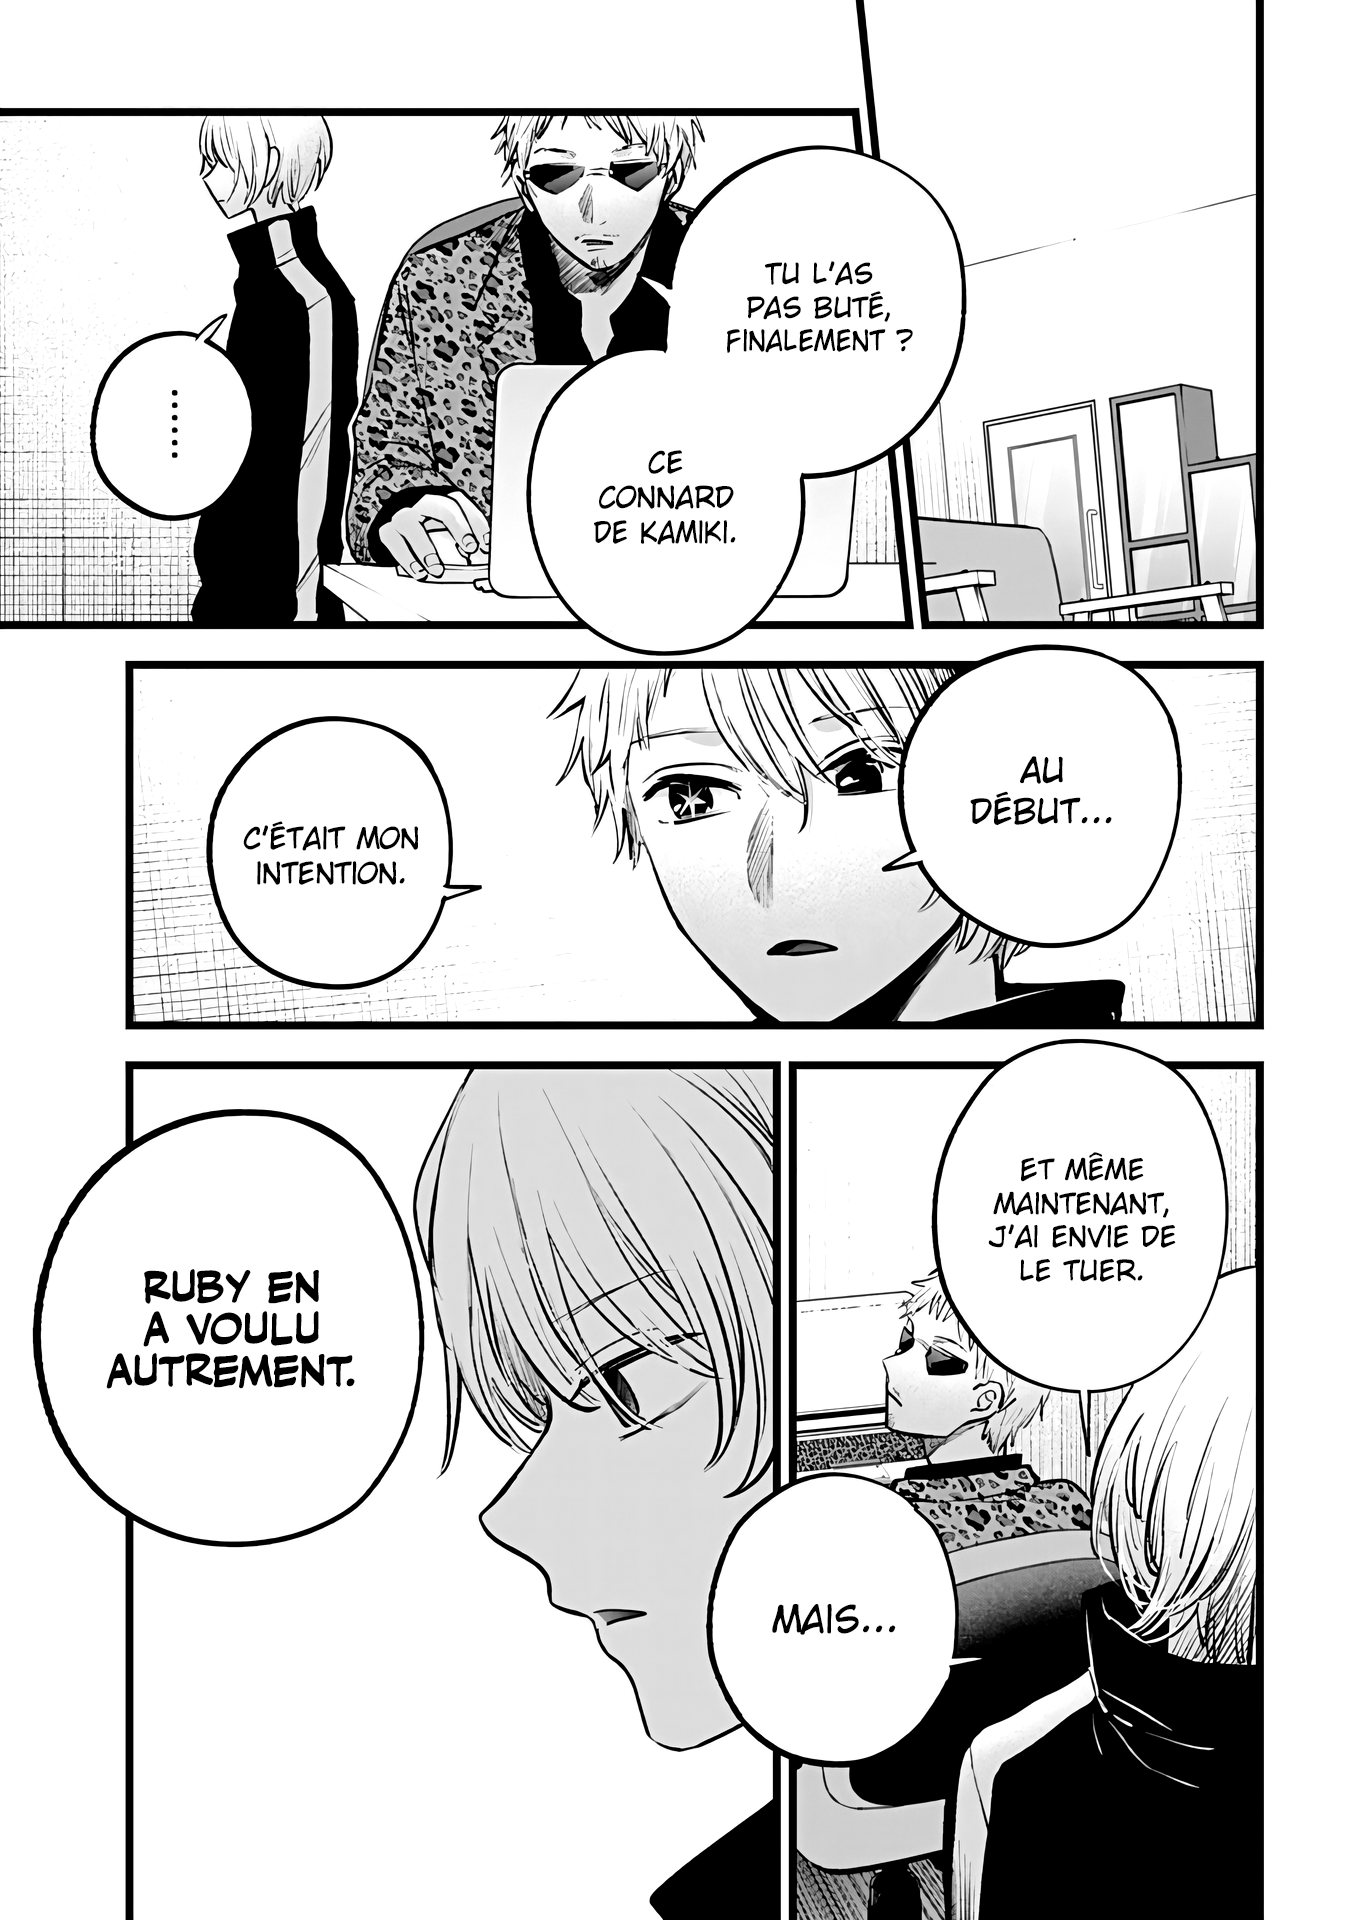 TU L'AS
PAS BUTÉ,
FINALEMENT ?
CE
CONNARD
DE KAMIKI.
......
AU
DÉBUT...
C'ÉTAIT MON
INTENTION.
ET MÊME
MAINTENANT,
J'AI ENVIE DE
LE TUER.
MAIS...
RUBY EN
A VOULU
AUTREMENT.